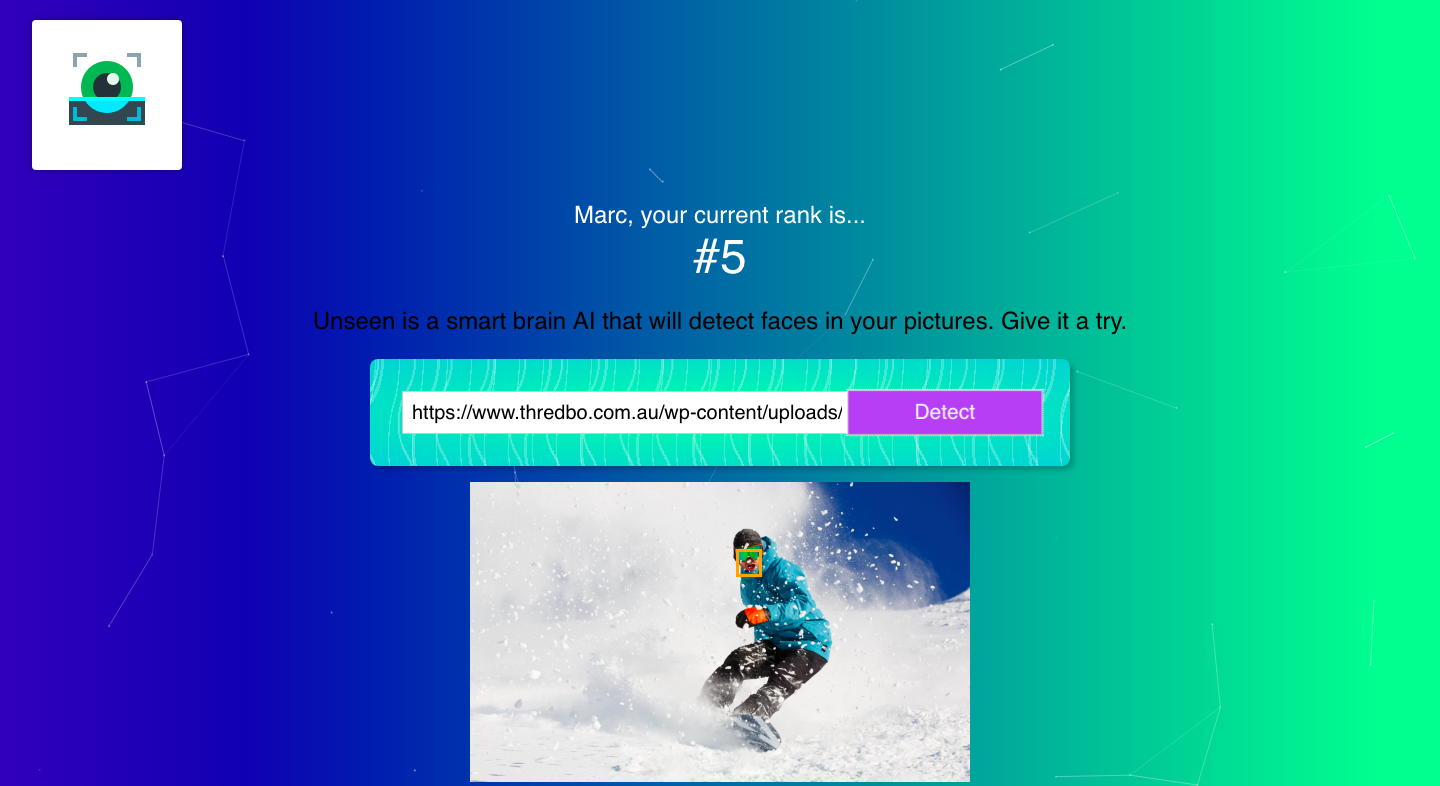 Marc, your current rank is...
#5
Unseen is a smart brain AI that will detect faces in your pictures. Give it a try.
https://www.thredbo.com.au/wp-content/uploads/
Detect